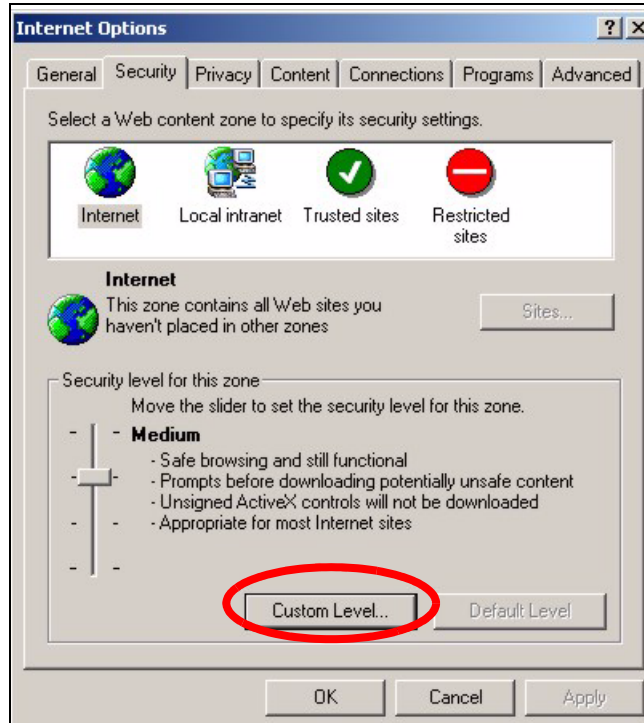 Internet Options
General Security Privacy Content Connections Programs Advanced
Select a Web content zone to specify its security settings.
Internet Local intranet Trusted sites Restricted
sites
Internet
This zone contains all Web sites you
haven't placed in other zones
Sites...
Security level for this zone
Move the slider to set the security level for this zone.
Medium
- Safe browsing and still functional
- Prompts before downloading potentially unsafe content
- Unsigned ActiveX controls will not be downloaded
- Appropriate for most Internet sites
Custom Level... Default Level
OK Cancel Apply